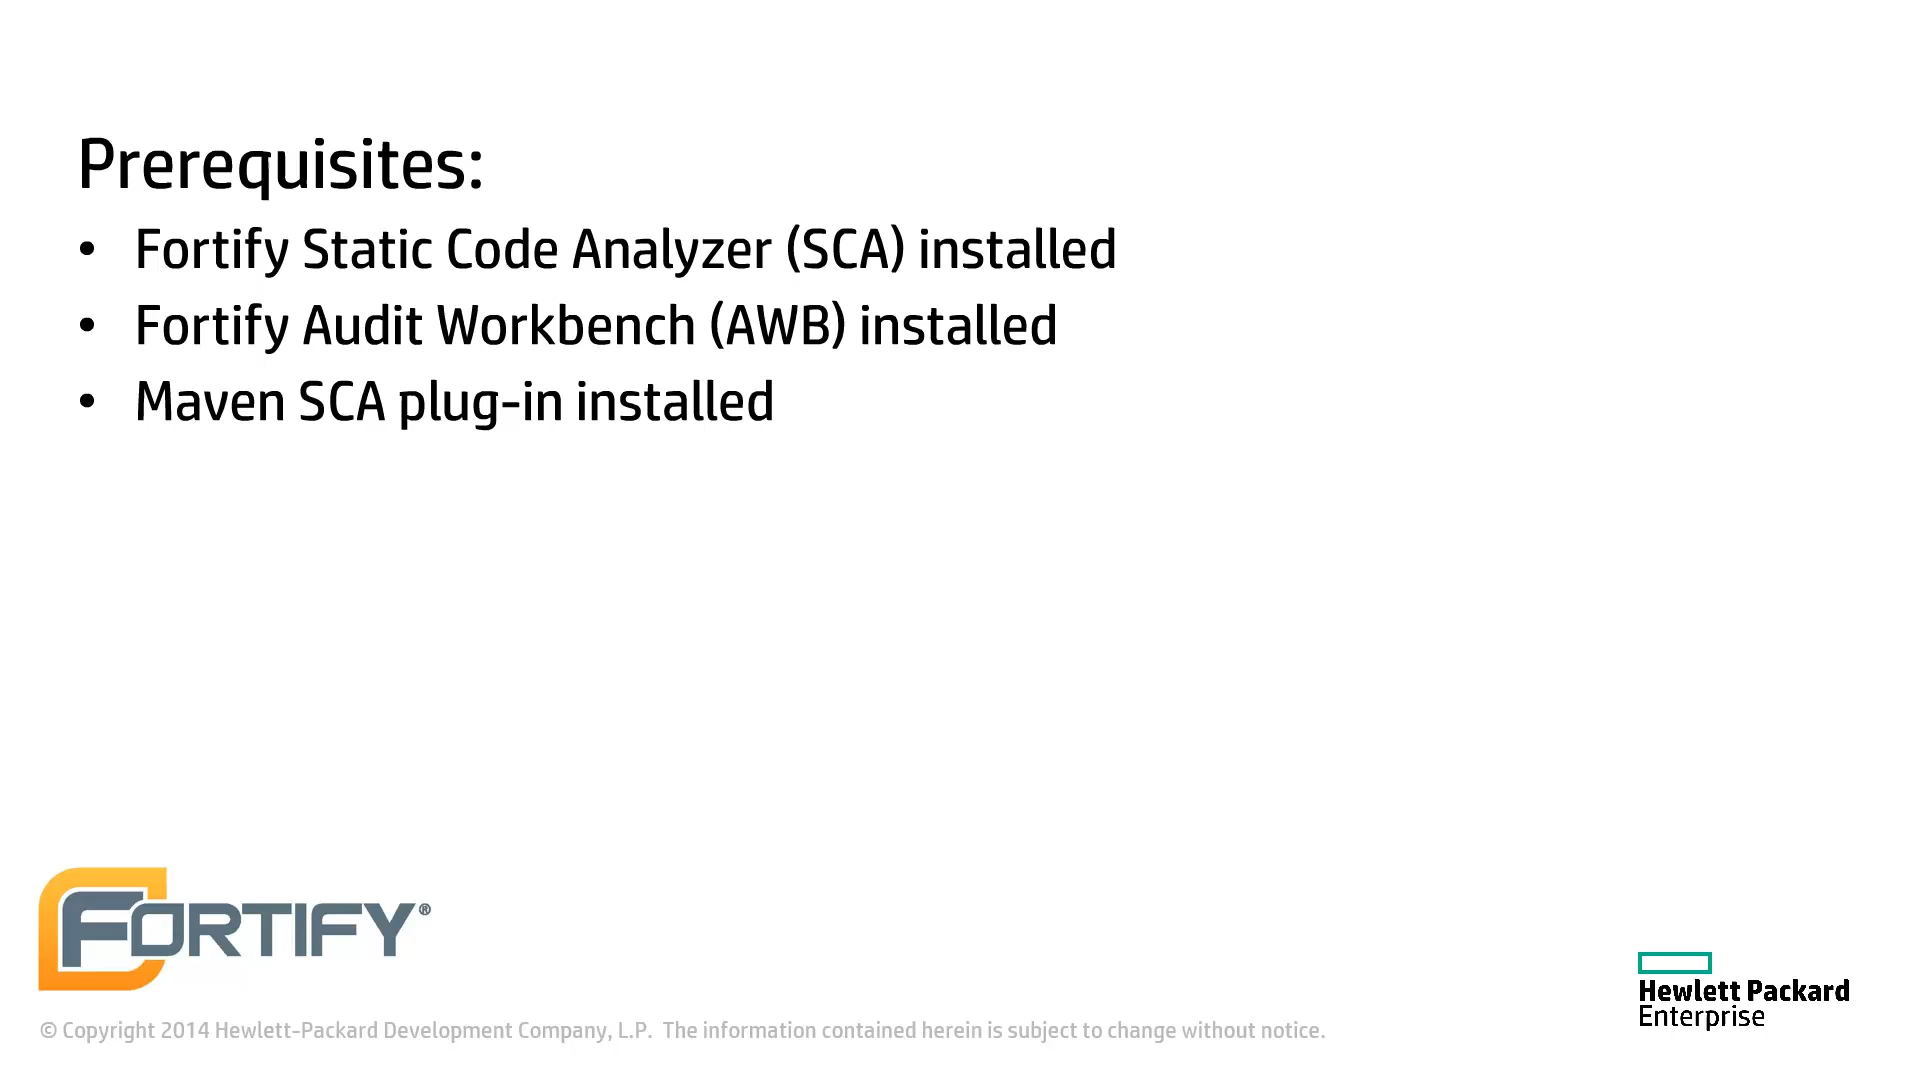 Prerequisites:
• Fortify Static Code Analyzer (SCA) installed
• Fortify Audit Workbench (AWB) installed
• Maven SCA plug-in installed
FORTIFY®
Hewlett Packard
Enterprise
© Copyright 2014 Hewlett-Packard Development Company, L.P. The information contained herein is subject to change without notice.